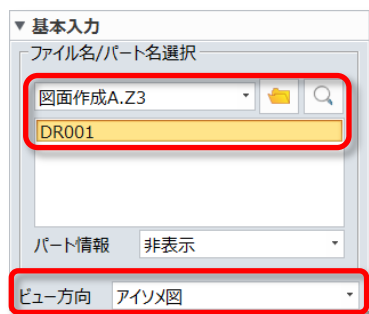 ▼ 基本入力
ファイル名/パート名選択
図面作成A.Z3
DR001
パート情報 非表示
ビュー方向 アイソメ図